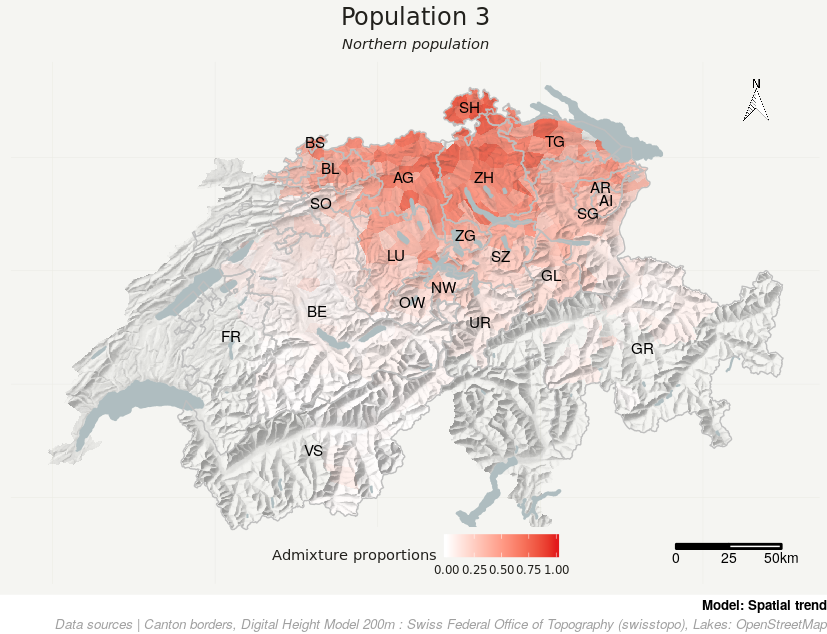 Population 3
Northern population
N
SH
BS
TG
BL
AG
ZH
AR
SO
AI
SG
ZG
LU
SZ
GL
NW
OW
BE
UR
FR
GR
VS
Admixture proportions
0.00 0.25 0.50 0.75 1.00
0 25 50km
Model: Spatial trend
Data sources | Canton borders, Digital Height Model 200m : Swiss Federal Office of Topography (swisstopo), Lakes: OpenStreetMap